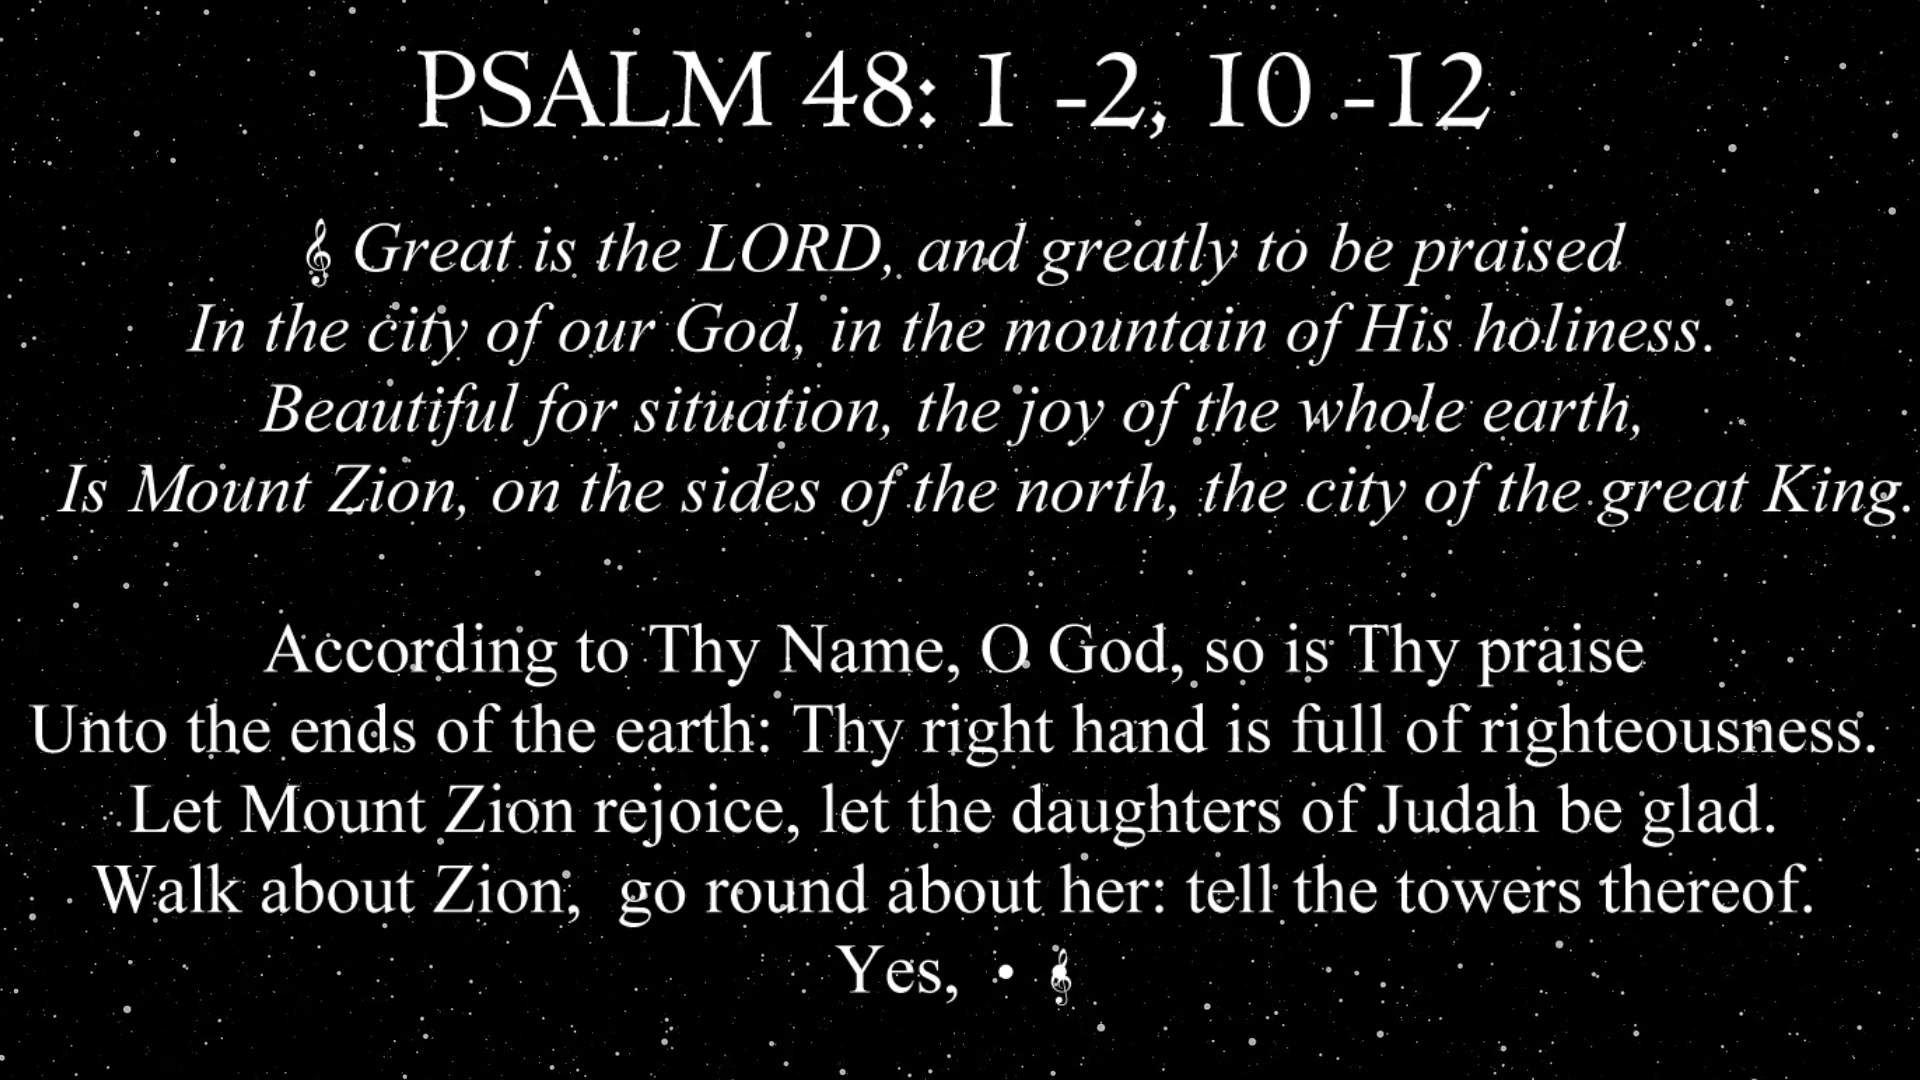 PSALM 48: 1 -2, 10 -12
𝄞 Great is the LORD, and greatly to be praised
In the city of our God, in the mountain of His holiness.
Beautiful for situation, the joy of the whole earth,
Is Mount Zion, on the sides of the north, the city of the great King.
According to Thy Name, O God, so is Thy praise
Unto the ends of the earth: Thy right hand is full of righteousness.
Let Mount Zion rejoice, let the daughters of Judah be glad.
Walk about Zion,  go round about her: tell the towers thereof.
Yes, • 𝄞